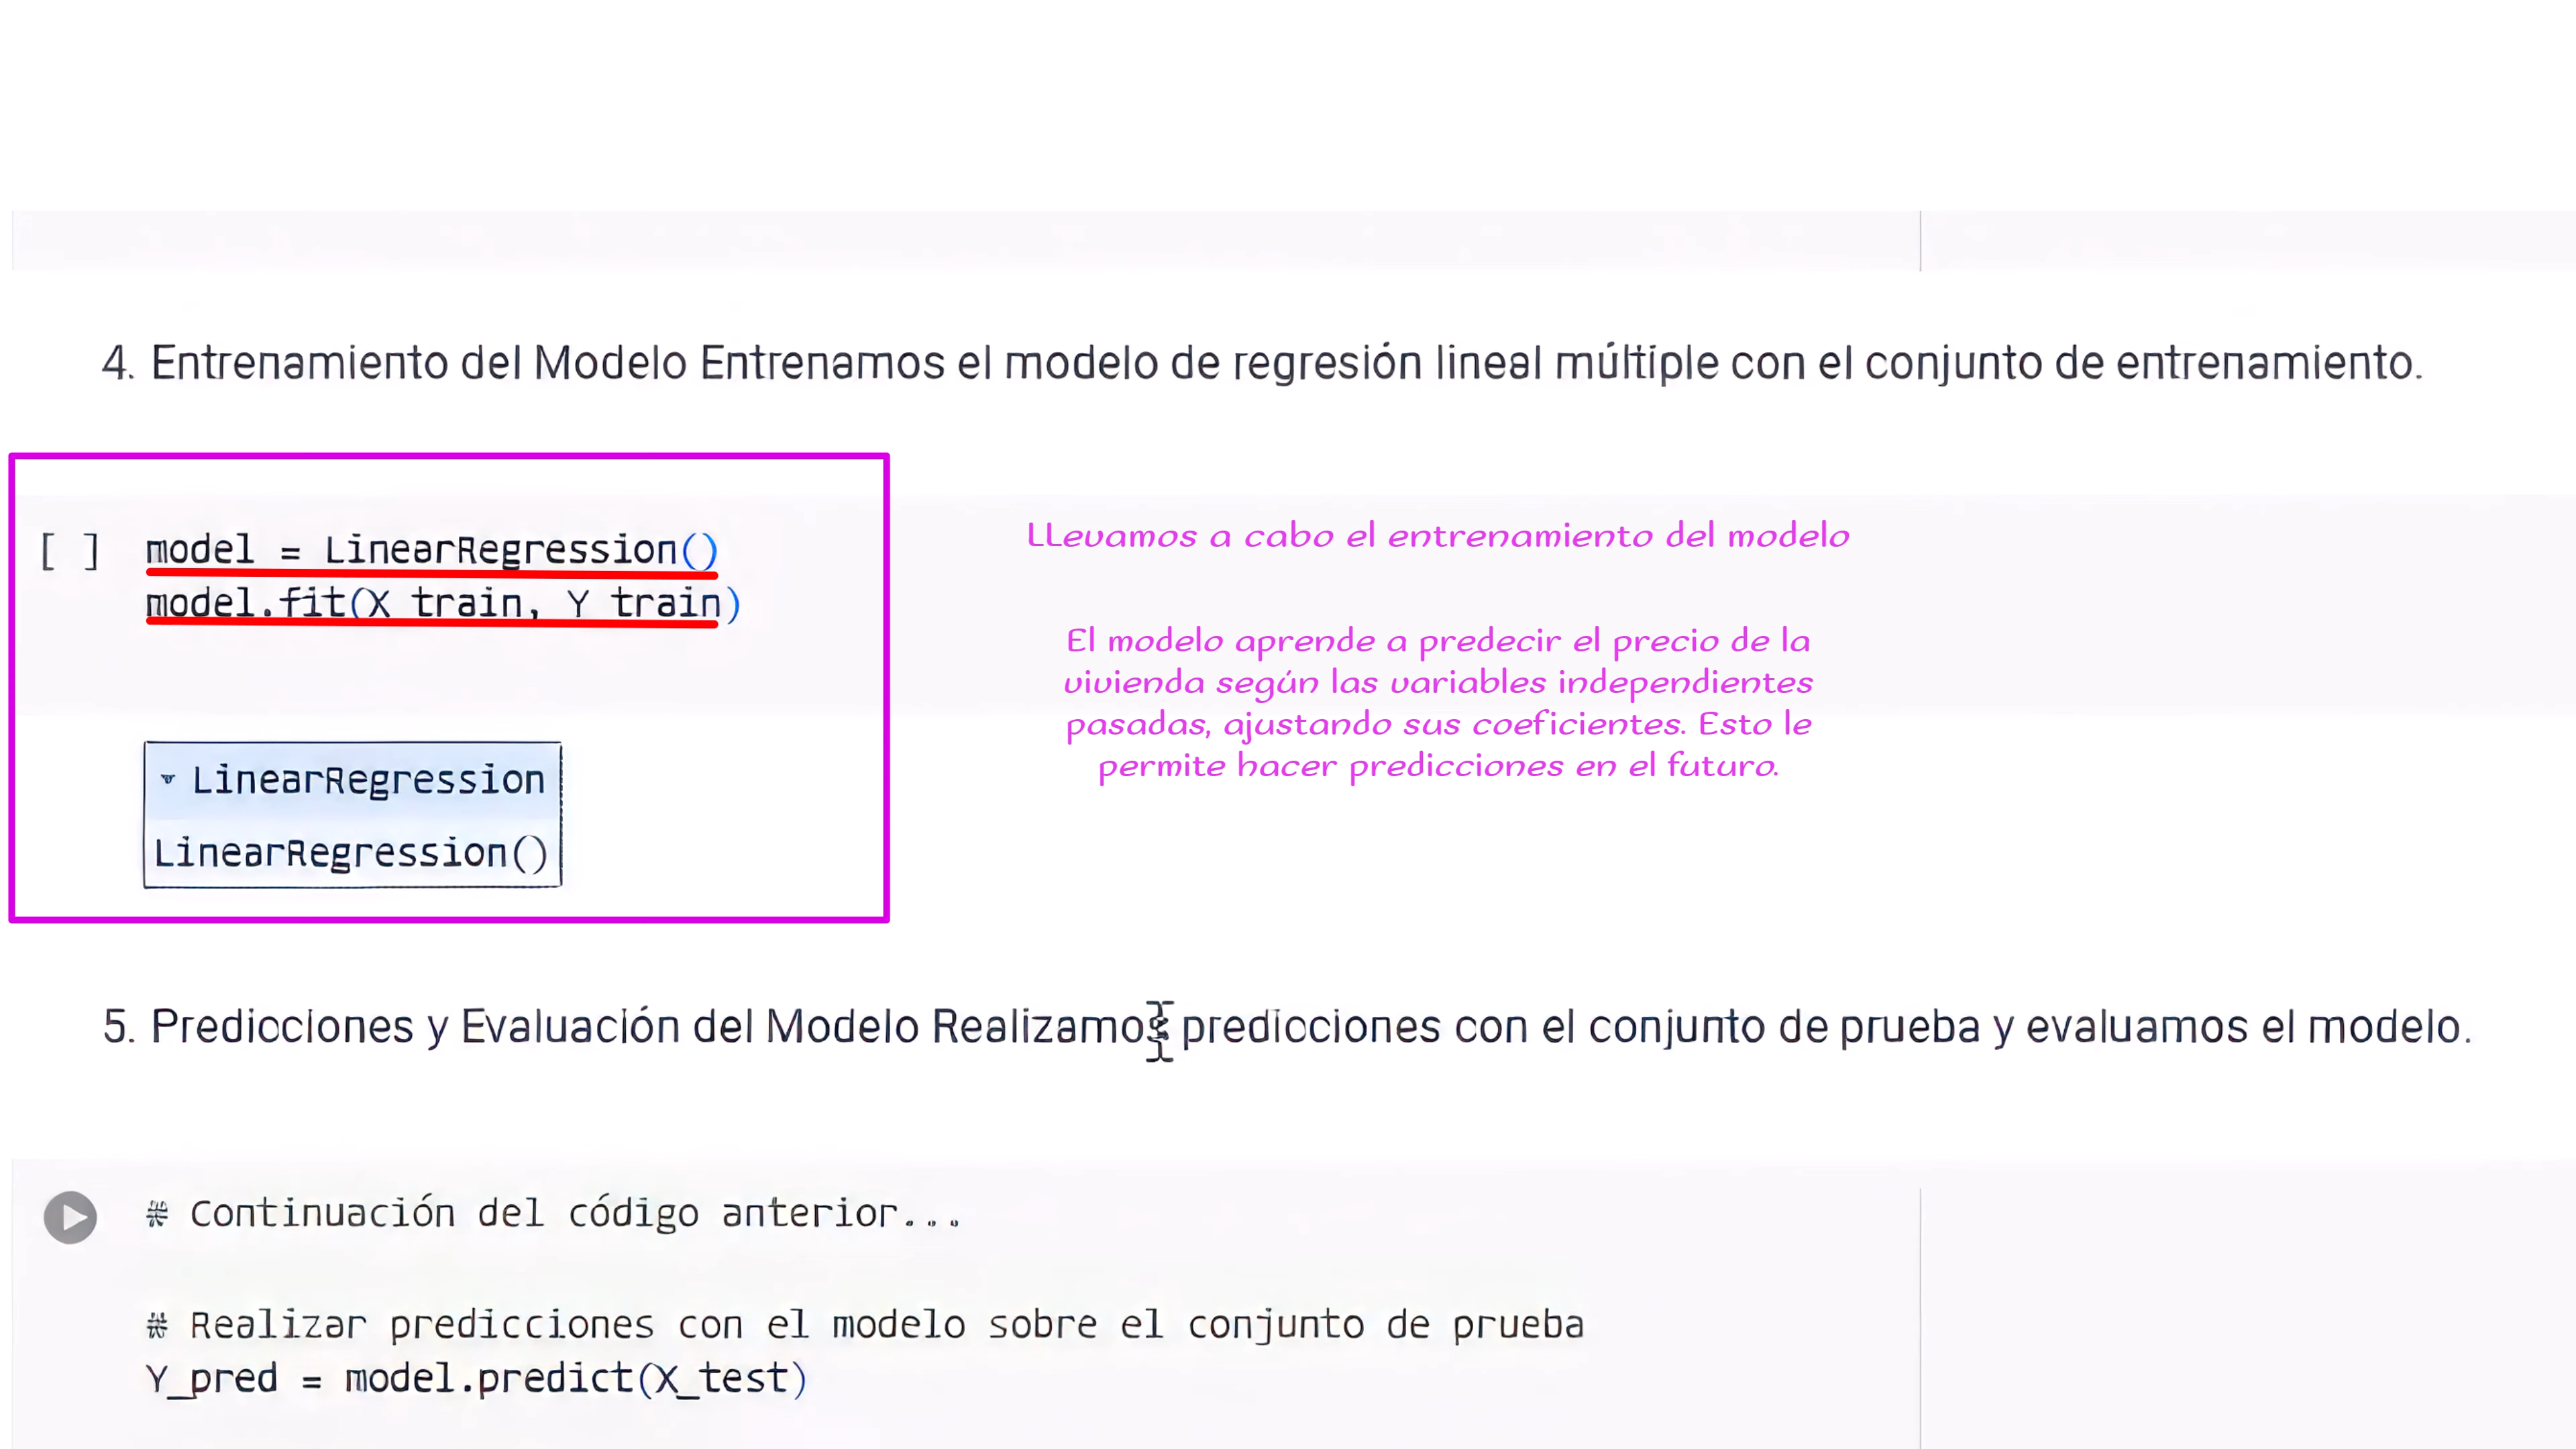 4. Entrenamiento del Modelo Entrenamos el modelo de regresión lineal múltiple con el conjunto de entrenamiento.
[ ] model = LinearRegression()
model.fit(X train, Y train)
LLevamos a cabo el entrenamiento del modelo
El modelo aprende a predecir el precio de la
vivienda según las variables independientes
pasadas, ajustando sus coeficientes. Esto le
permite hacer predicciones en el futuro.
LinearRegression
LinearRegression()
5. Predicciones y Evaluación del Modelo Realizamos predicciones con el conjunto de prueba y evaluamos el modelo.
# Continuación del código anterior...
# Realizar predicciones con el modelo sobre el conjunto de prueba
Y_pred = model.predict(X_test)